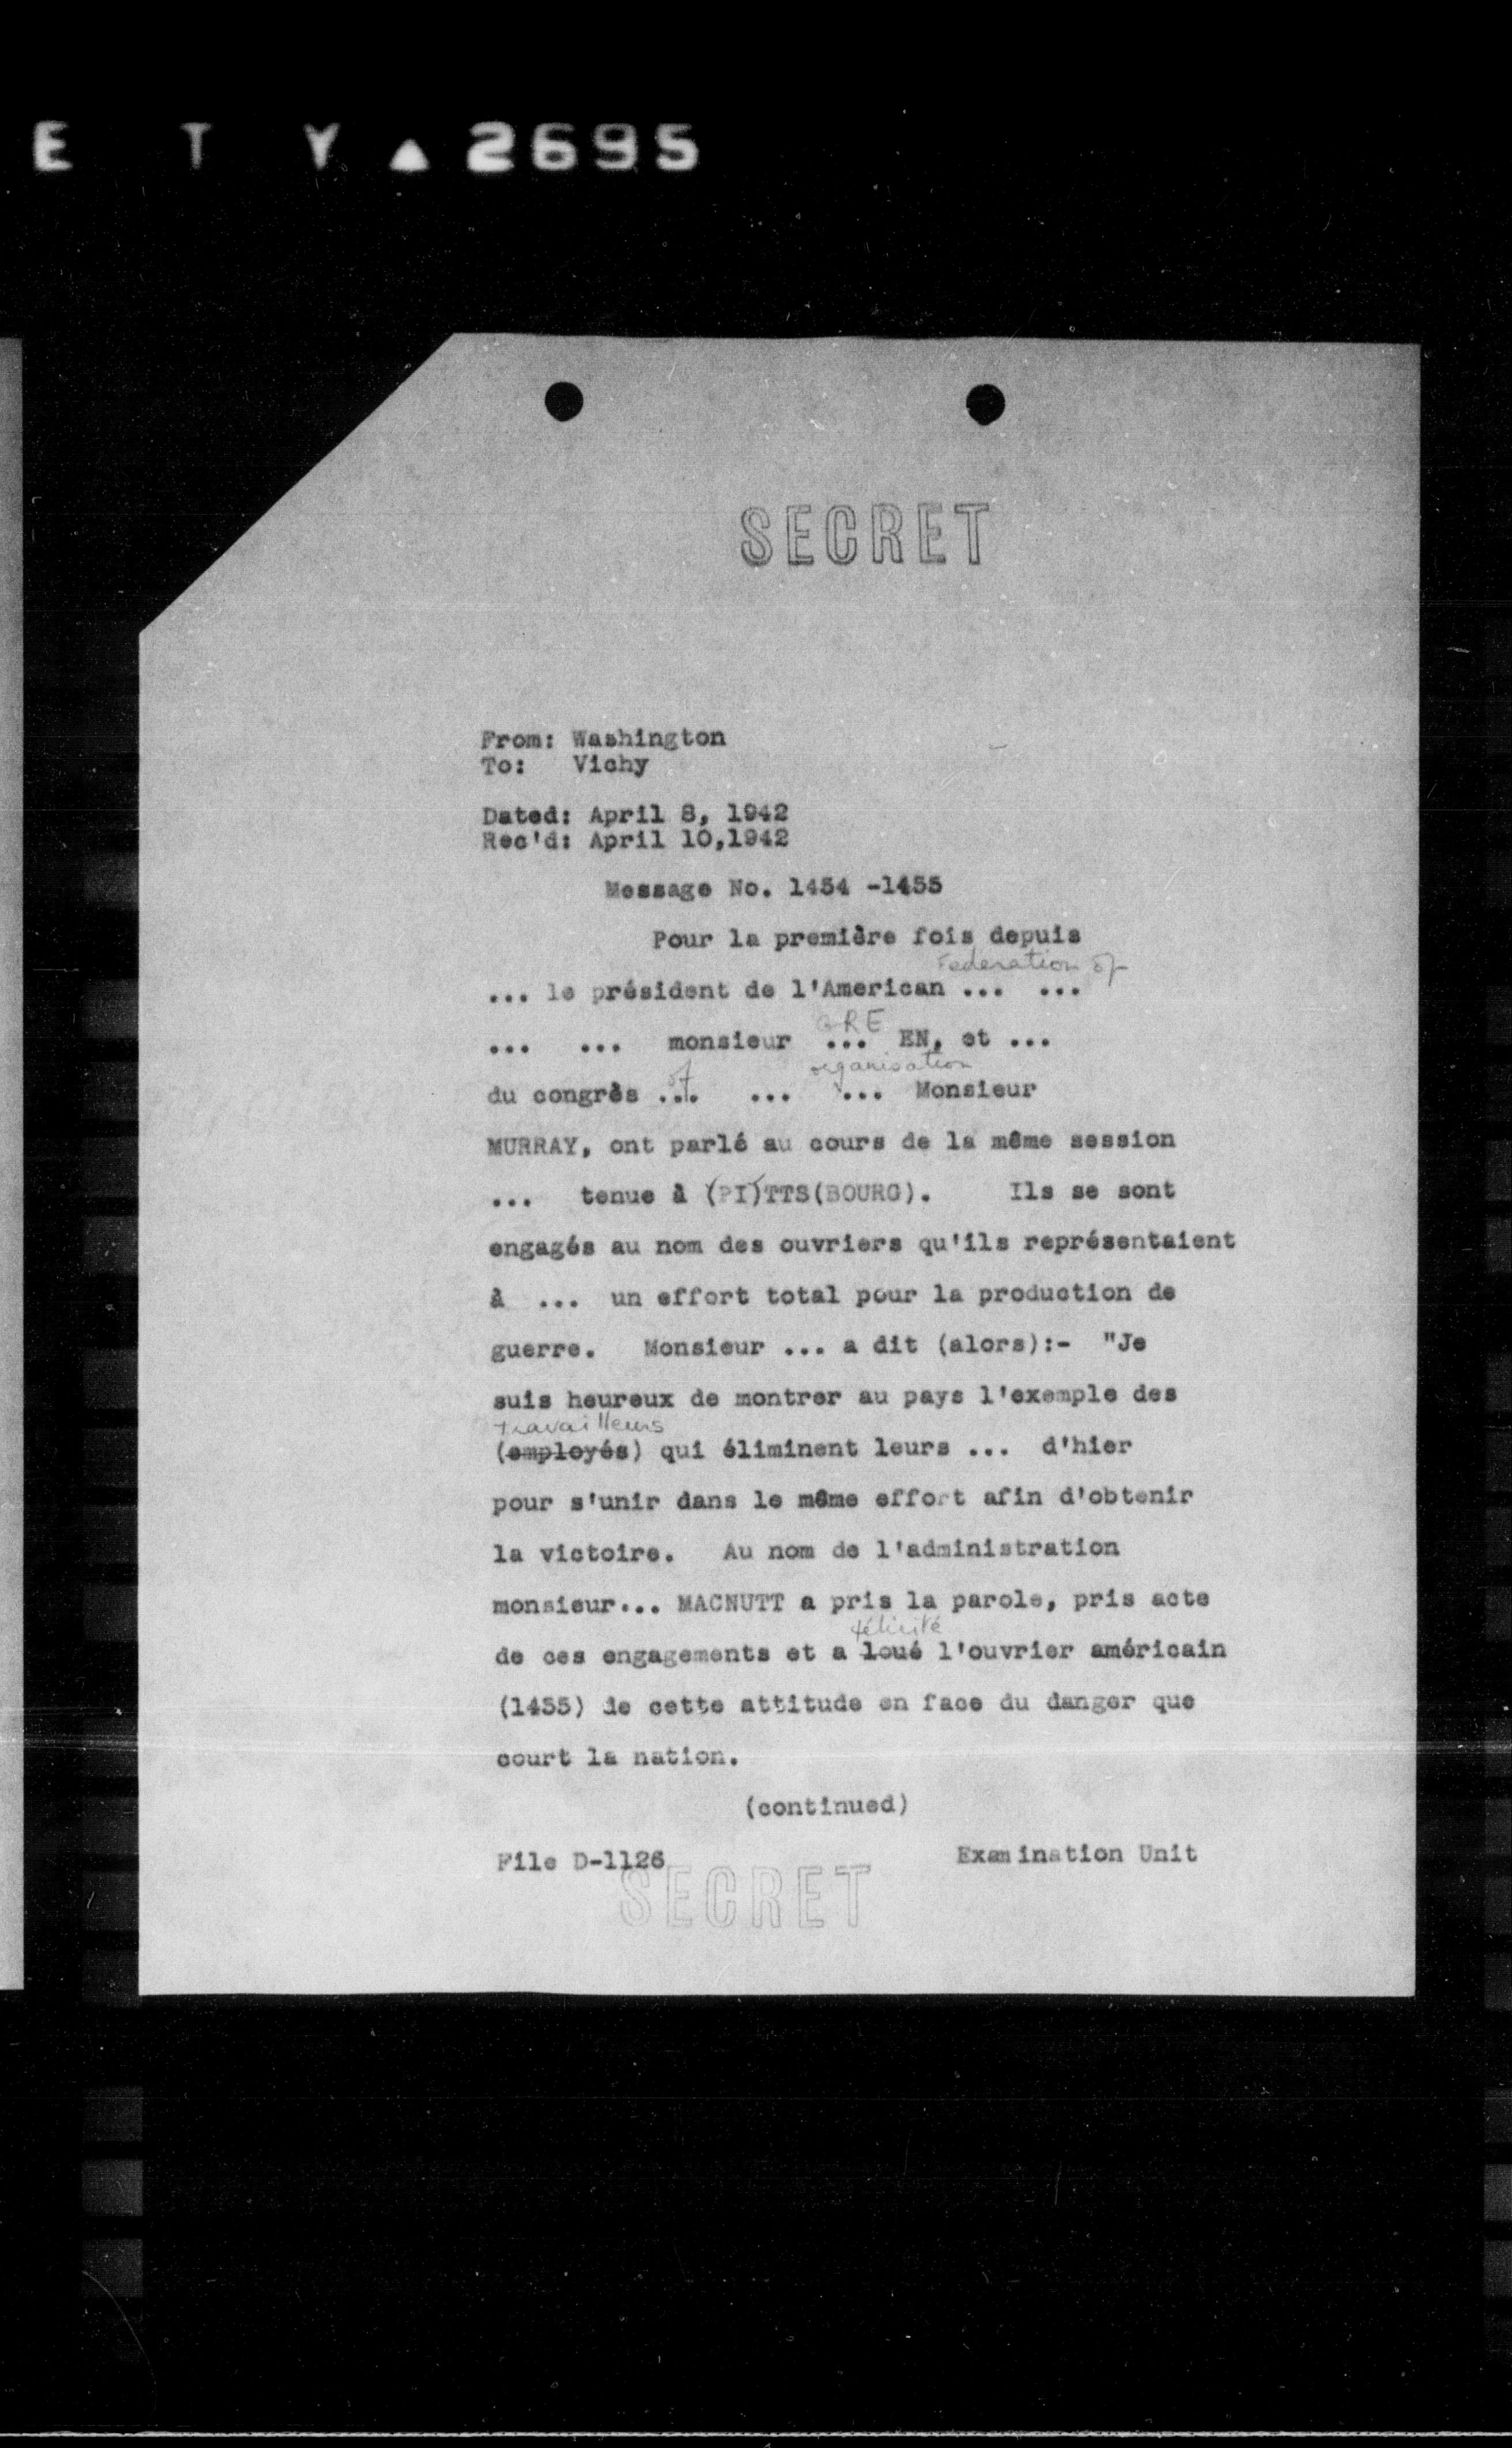 E T Y ▲ 2695
SECRET
From: Washington
To: Vichy
Dated: April 8, 1942
Rec'd: April 10,1942
Message No. 1454 -1455
Pour la première fois depuis
Federation of
... le président de l'American ... ...
GRE
... ... monsieur ... EN, et ...
of organisation
du congrès ... ... ... Monsieur
MURRAY, ont parlé au cours de la même session
... tenue à (PI)TTS(BOURG). Ils se sont
engagés au nom des ouvriers qu'ils représentaient
à ... un effort total pour la production de
guerre. Monsieur ... a dit (alors):- "Je
suis heureux de montrer au pays l'exemple des
travailleurs
(employés) qui éliminent leurs ... d'hier
pour s'unir dans le même effort afin d'obtenir
la victoire. Au nom de l'administration
monsieur... MACNUTT a pris la parole, pris acte
félicité
de ces engagements et a loué l'ouvrier américain
(1455) de cette attitude en face du danger que
court la nation.
(continued)
File D-1126 Examination Unit
SECRET